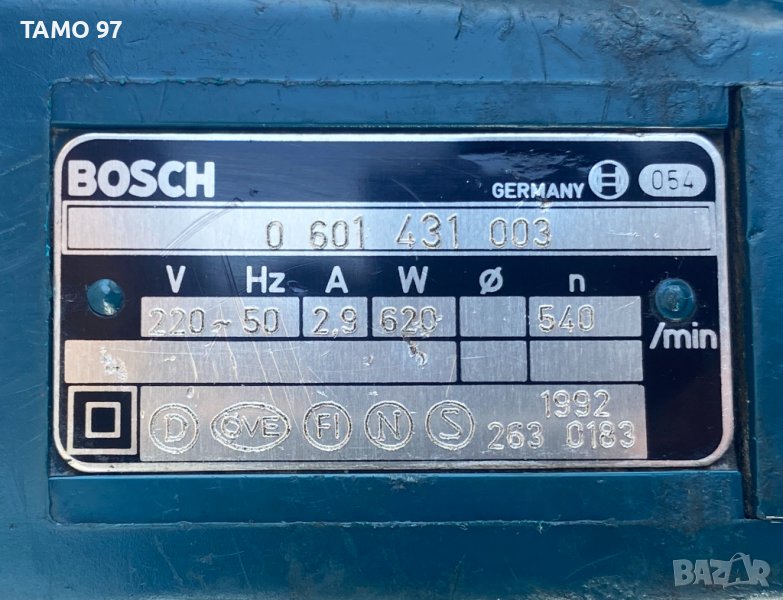 TAMO 97
BOSCH
GERMANY
054
0 601 431 003
V Hz A W Ø n
220~50 2,9 620 540
/min
D ÖVE FI N S 1992
263 0183
BAZAR